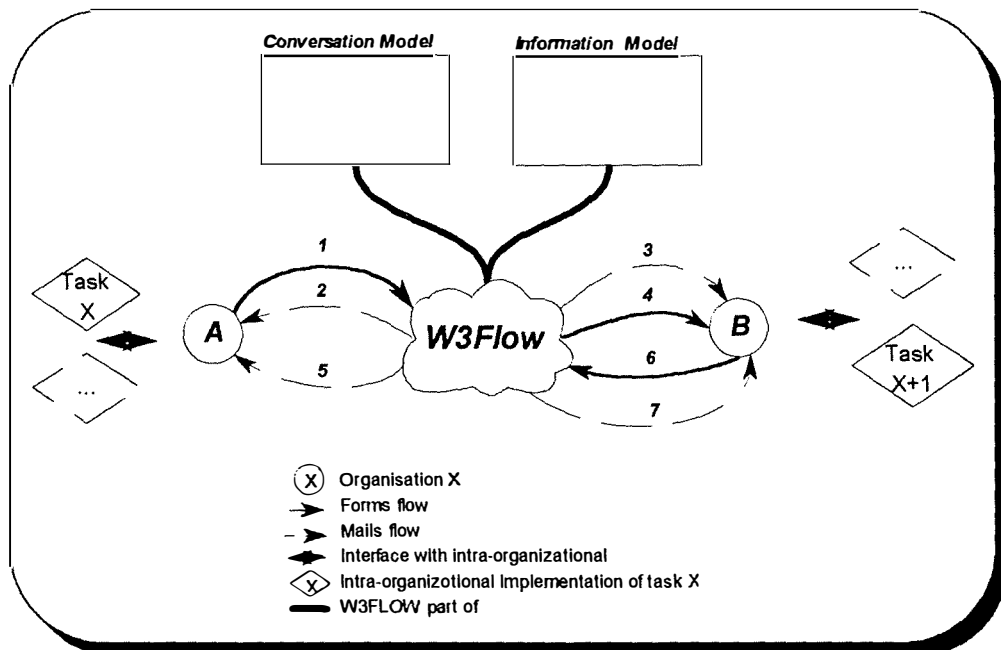 Conversation Model
Information Model
1
2
3
4
5
6
7
Task
X
...
A
W3Flow
B
...
Task
X+1
X Organisation X
Forms flow
Mails flow
Interface with intra-organizational
x Intra-organizotional Implementation of task X
W3FLOW part of